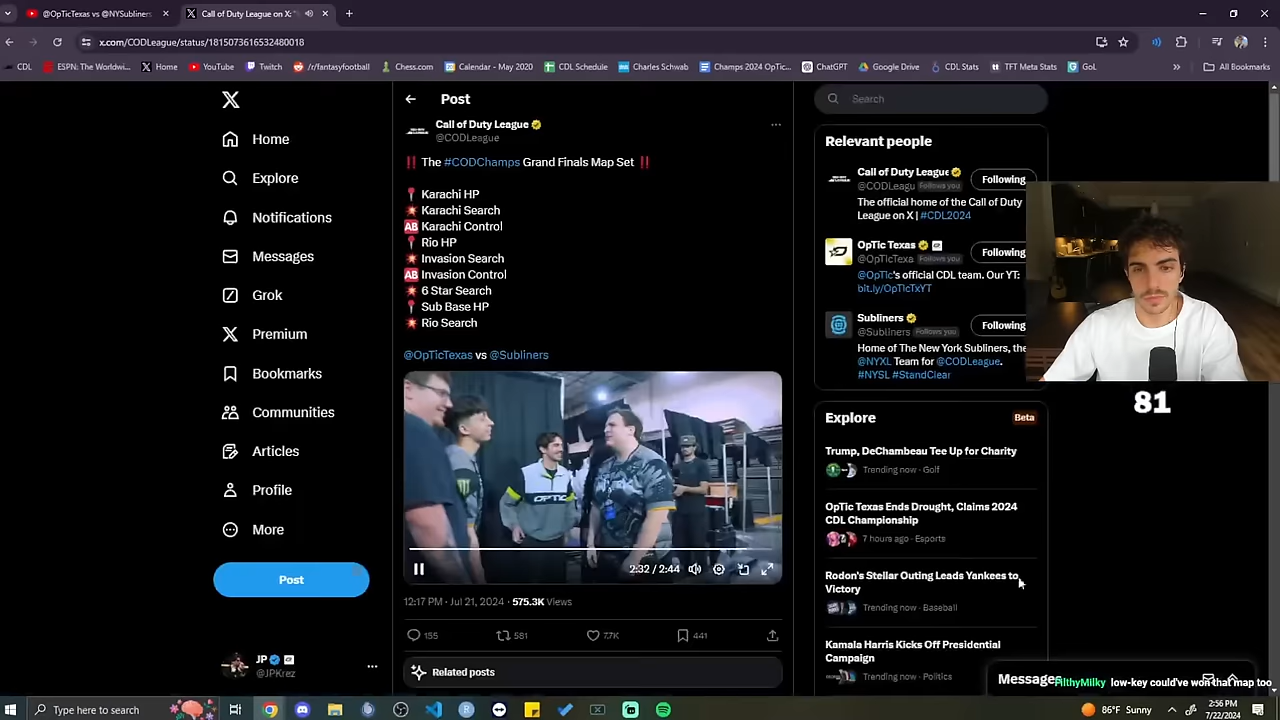 @OpTicTexas vs @NYSubliners
Call of Duty League on X: "
x.com/CODLeague/status/1815073616532480018
CDL
ESPN: The Worldwi...
Home
YouTube
Twitch
/r/fantasyfootball
Chess.com
Calendar - May 2020
CDL Schedule
Charles Schwab
Champs 2024 OpTic...
ChatGPT
Google Drive
CDL Stats
TFT Meta Stats
GoL
All Bookmarks
Home
Explore
Notifications
Messages
Grok
Premium
Bookmarks
Communities
Articles
Profile
More
Post
JP
@JPKrez
Post
Call of Duty League
@CODLeague
‼️ The #CODChamps Grand Finals Map Set ‼️
📍 Karachi HP
💥 Karachi Search
🆎 Karachi Control
📍 Rio HP
💥 Invasion Search
🆎 Invasion Control
💥 6 Star Search
📍 Sub Base HP
💥 Rio Search
@OpTicTexas vs @Subliners
OPTIC
2:32 / 2:44
12:17 PM · Jul 21, 2024 · 575.3K Views
155
581
7.7K
441
Related posts
Search
Relevant people
Call of Duty League
@CODLeagu Follows you
Following
The official home of the Call of Duty
League on X | #CDL2024
OpTic Texas
@OpTicTexa Follows you
Following
@OpTic's official CDL team. Our YT:
bit.ly/OpTicTxYT
Subliners
@Subliners Follows you
Following
Home of The New York Subliners, the
@NYXL Team for @CODLeague.
#NYSL #StandClear
81
Explore
Beta
Trump, DeChambeau Tee Up for Charity
Trending now · Golf
OpTic Texas Ends Drought, Claims 2024
CDL Championship
7 hours ago · Esports
Rodon's Stellar Outing Leads Yankees to
Victory
Trending now · Baseball
Kamala Harris Kicks Off Presidential
Campaign
Trending now · Politics
Messages
FilthyMilky low-key could've won that map too
Type here to search
86°F Sunny
2:56 PM
7/22/2024